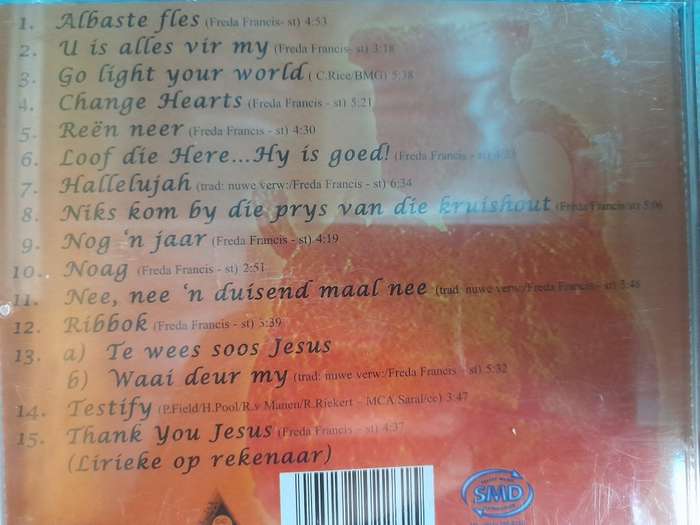 1. Albaste fles (Freda Francis- st) 4:53
2. U is alles vir my (Freda Francis- st) 3:18
3. Go light your world ( C.Rice/BMG) 5:38
4. Change Hearts (Freda Francis - st) 5:21
5. Reën neer (Freda Francis - st) 4:30
6. Loof die Here...Hy is goed! (Freda Francis - st)
7. Hallelujah (trad: nuwe verw:/Freda Francis - st) 6:34
8. Niks kom by die prys van die kruishout (Freda Francis/st) 5:06
9. Nog 'n jaar (Freda Francis - st) 4:19
10. Noag (Freda Francis - st) 2:51
11. Nee, nee 'n duisend maal nee (trad: nuwe verw:/Freda Francis - st) 3:46
12. Ribbok (Freda Francis - st) 5:39
13. a) Te wees soos Jesus
b) Waai deur my (trad: nuwe verw:/Freda Francis - st) 5:32
14. Testify (P.Field/H.Pool/R.v Manen/R.Riekert - MCA.Saral/ee) 3:47
15. Thank You Jesus (Freda Francis - st) 4:37
(Lirieke op rekenaar)
SMD